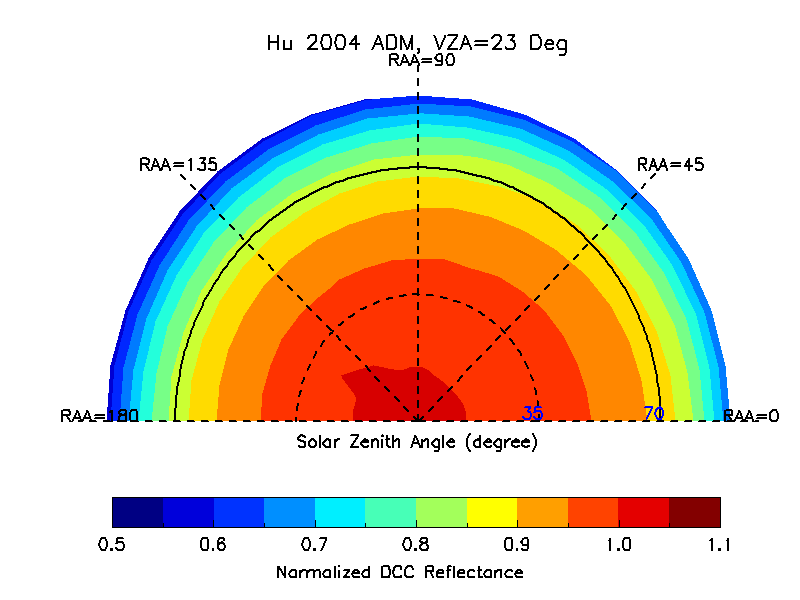 Hu 2004 ADM, VZA=23 Deg
RAA=90
RAA=135
RAA=45
RAA=180
35
70
RAA=0
Solar Zenith Angle (degree)
0.5 0.6 0.7 0.8 0.9 1.0 1.1
Normalized DCC Reflectance